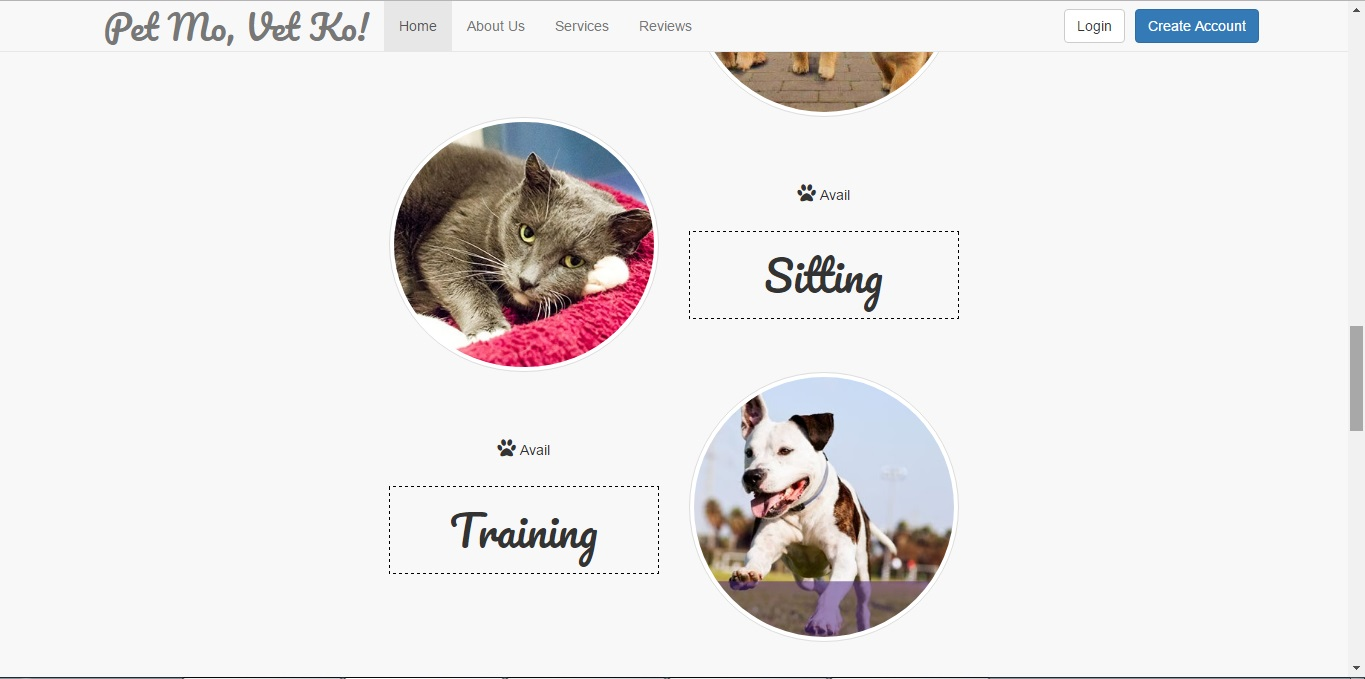 Pet Mo, Vet Ko!
Home
About Us
Services
Reviews
Login
Create Account
Avail
Sitting
Avail
Training